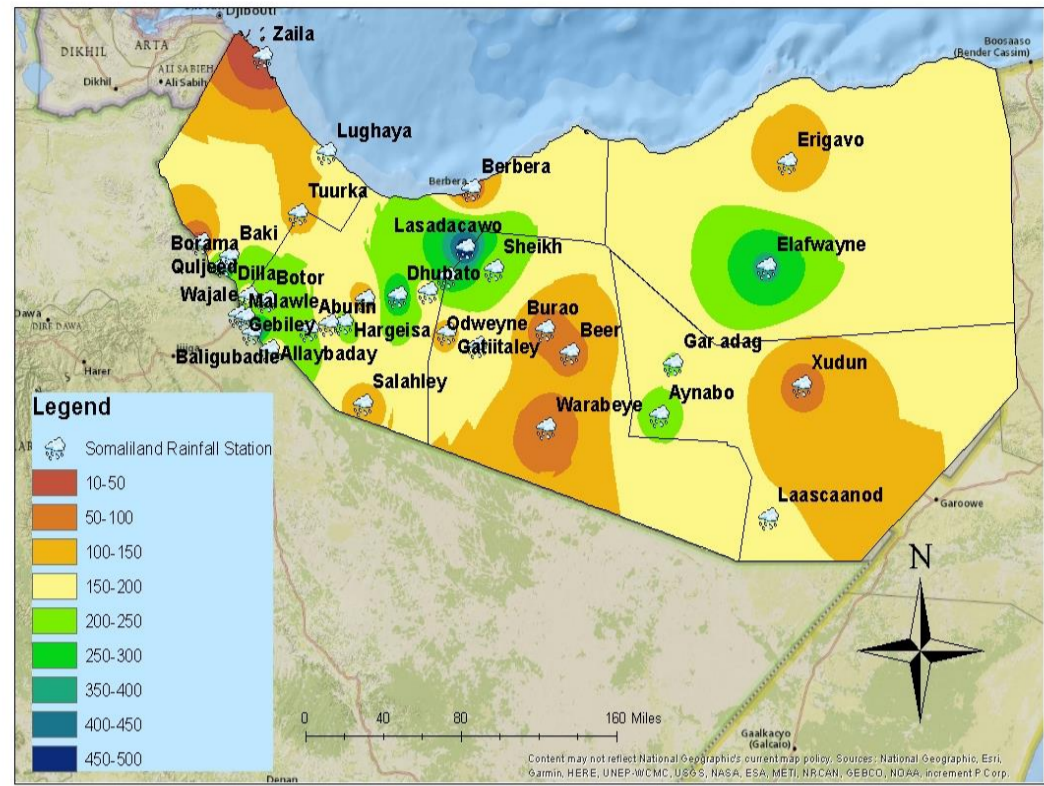 Djibouti
Zaila
DIKHIL
ARTA
Boosaaso
(Bender Cassim)
ALI SABIEH
Dikhil
Ali Sabih
Lughaya
Erigavo
Berbera
Berbera
Tuurka
Lasadacawo
Baki
Borama
Sheikh
Elafwayne
Quljeed
Dilla
Botor
Dhubato
Wajale
Malawle
Aburin
Burao
Dawa
DIRE DAWA
Gebiley
Hargeisa
Odweyne
Beer
Gatiitaley
Gar adag
Baligubadle
Allaybaday
Xudun
Harer
Salahley
Aynabo
Warabeye
Legend
Somaliland Rainfall Station
Laascaanod
10-50
Garoowe
50-100
N
100-150
150-200
200-250
250-300
350-400
400-450
450-500
0 40 80 160 Miles
Gaalkacyo
(Galcaio)
Content may not reflect National Geographic's current map policy. Sources: National Geographic, Esri,
Garmin, HERE, UNEP-WCMC, USGS, NASA, ESA, METI, NRCAN, GEBCO, NOAA, increment P Corp.